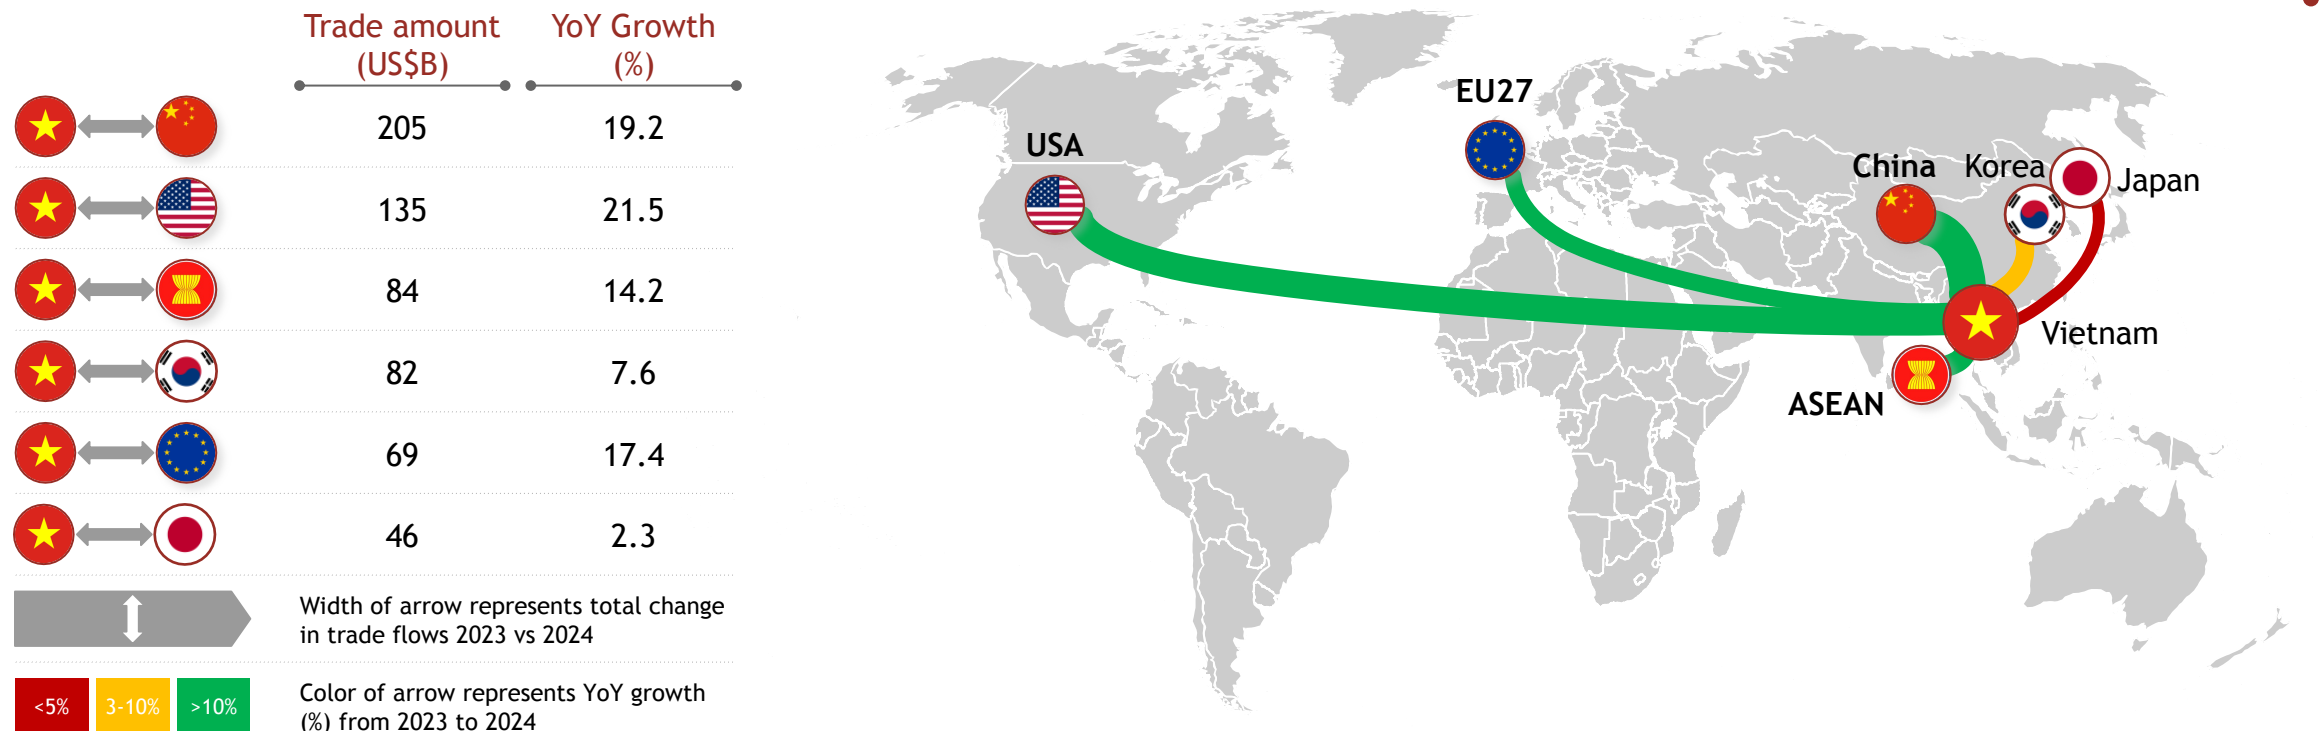 Trade amount
(US$B)
YoY Growth
(%)
205 19.2
135 21.5
84 14.2
82 7.6
69 17.4
46 2.3
Width of arrow represents total change
in trade flows 2023 vs 2024
<5% 3-10% >10%
Color of arrow represents YoY growth
(%) from 2023 to 2024
USA
EU27
China
Korea
Japan
Vietnam
ASEAN